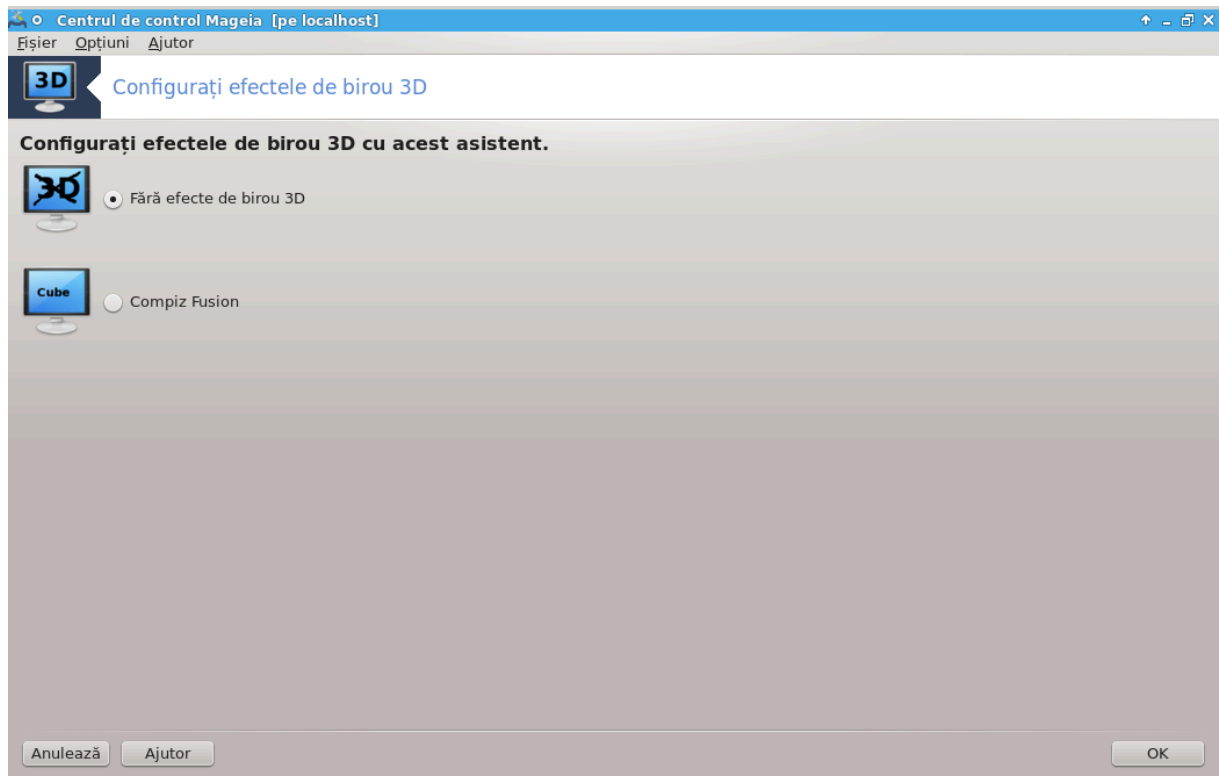 Centrul de control Mageia [pe localhost]
Fișier Opțiuni Ajutor
3D
Configurați efectele de birou 3D
Configurați efectele de birou 3D cu acest asistent.
3D
Fără efecte de birou 3D
Cube
Compiz Fusion
Anulează Ajutor OK